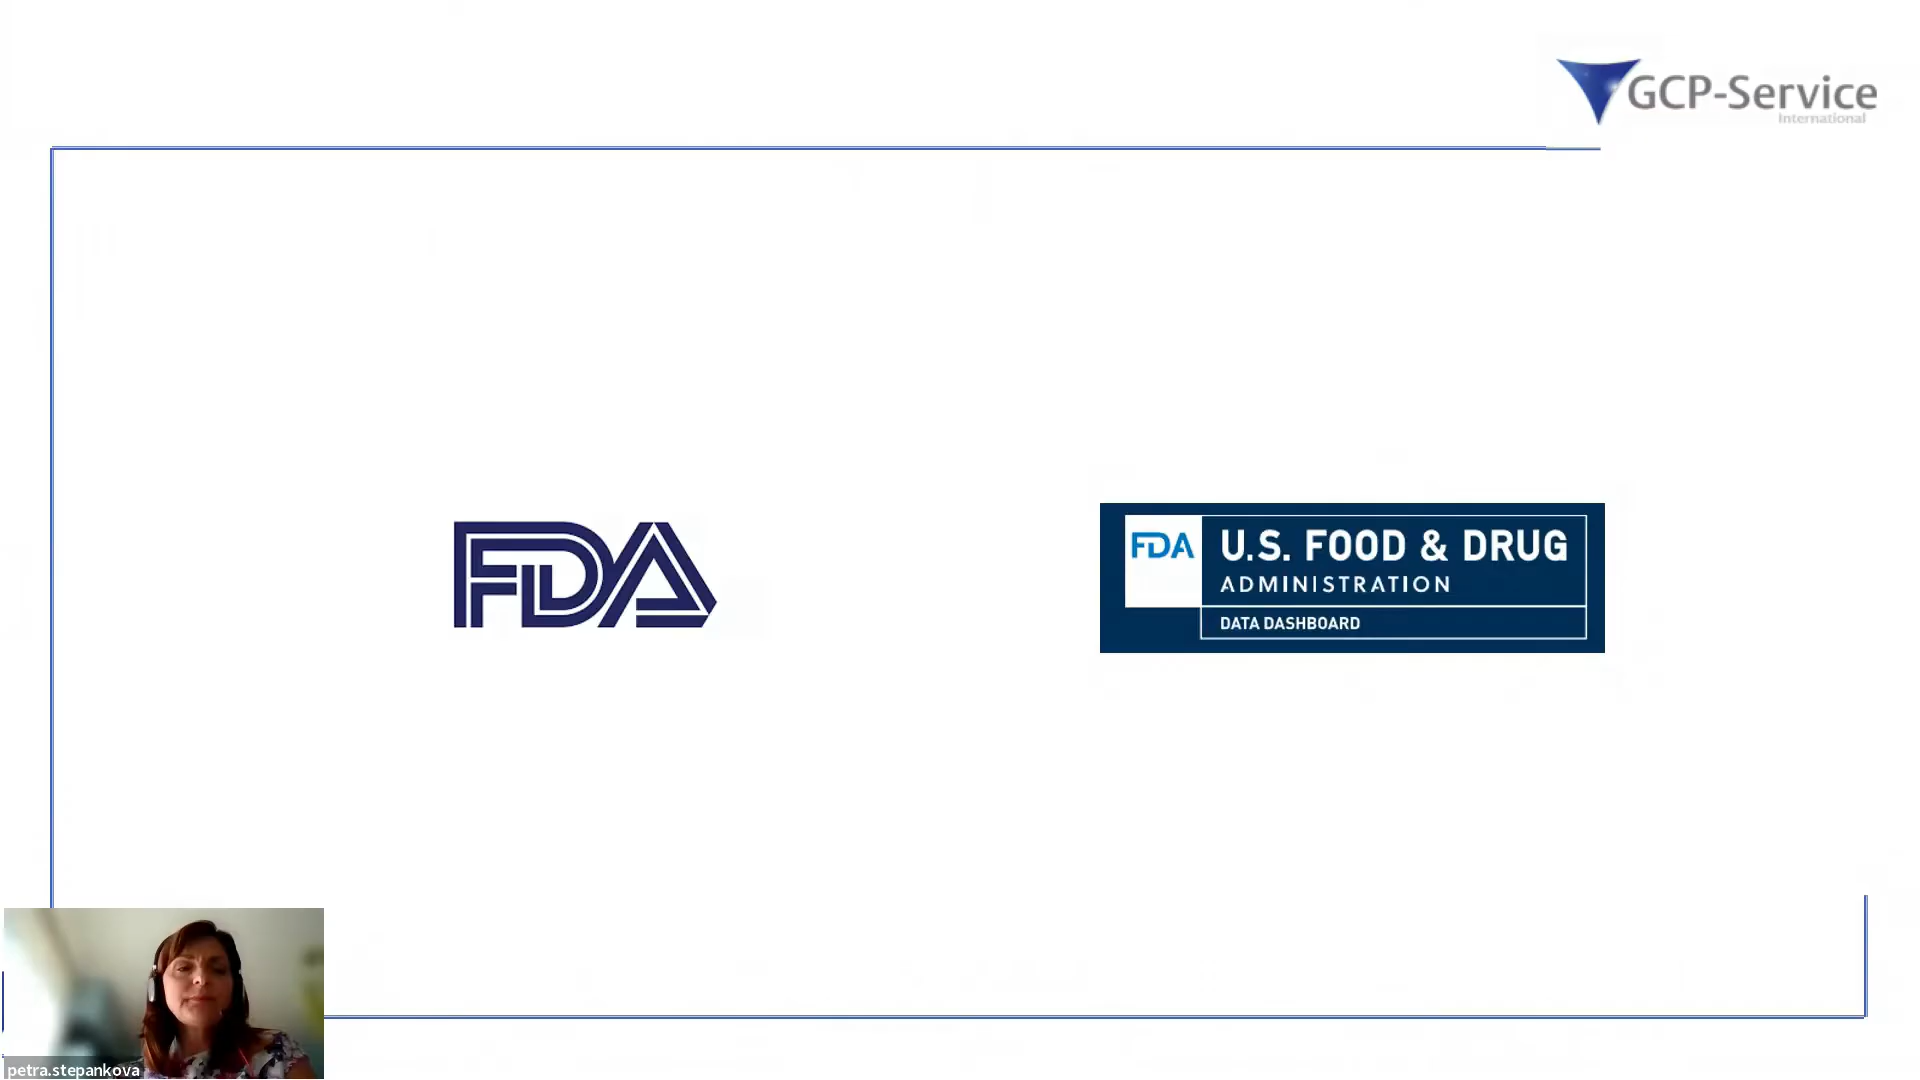 GCP-Service
International
FDA
FDA
U.S. FOOD & DRUG
ADMINISTRATION
DATA DASHBOARD
petra.stepankova